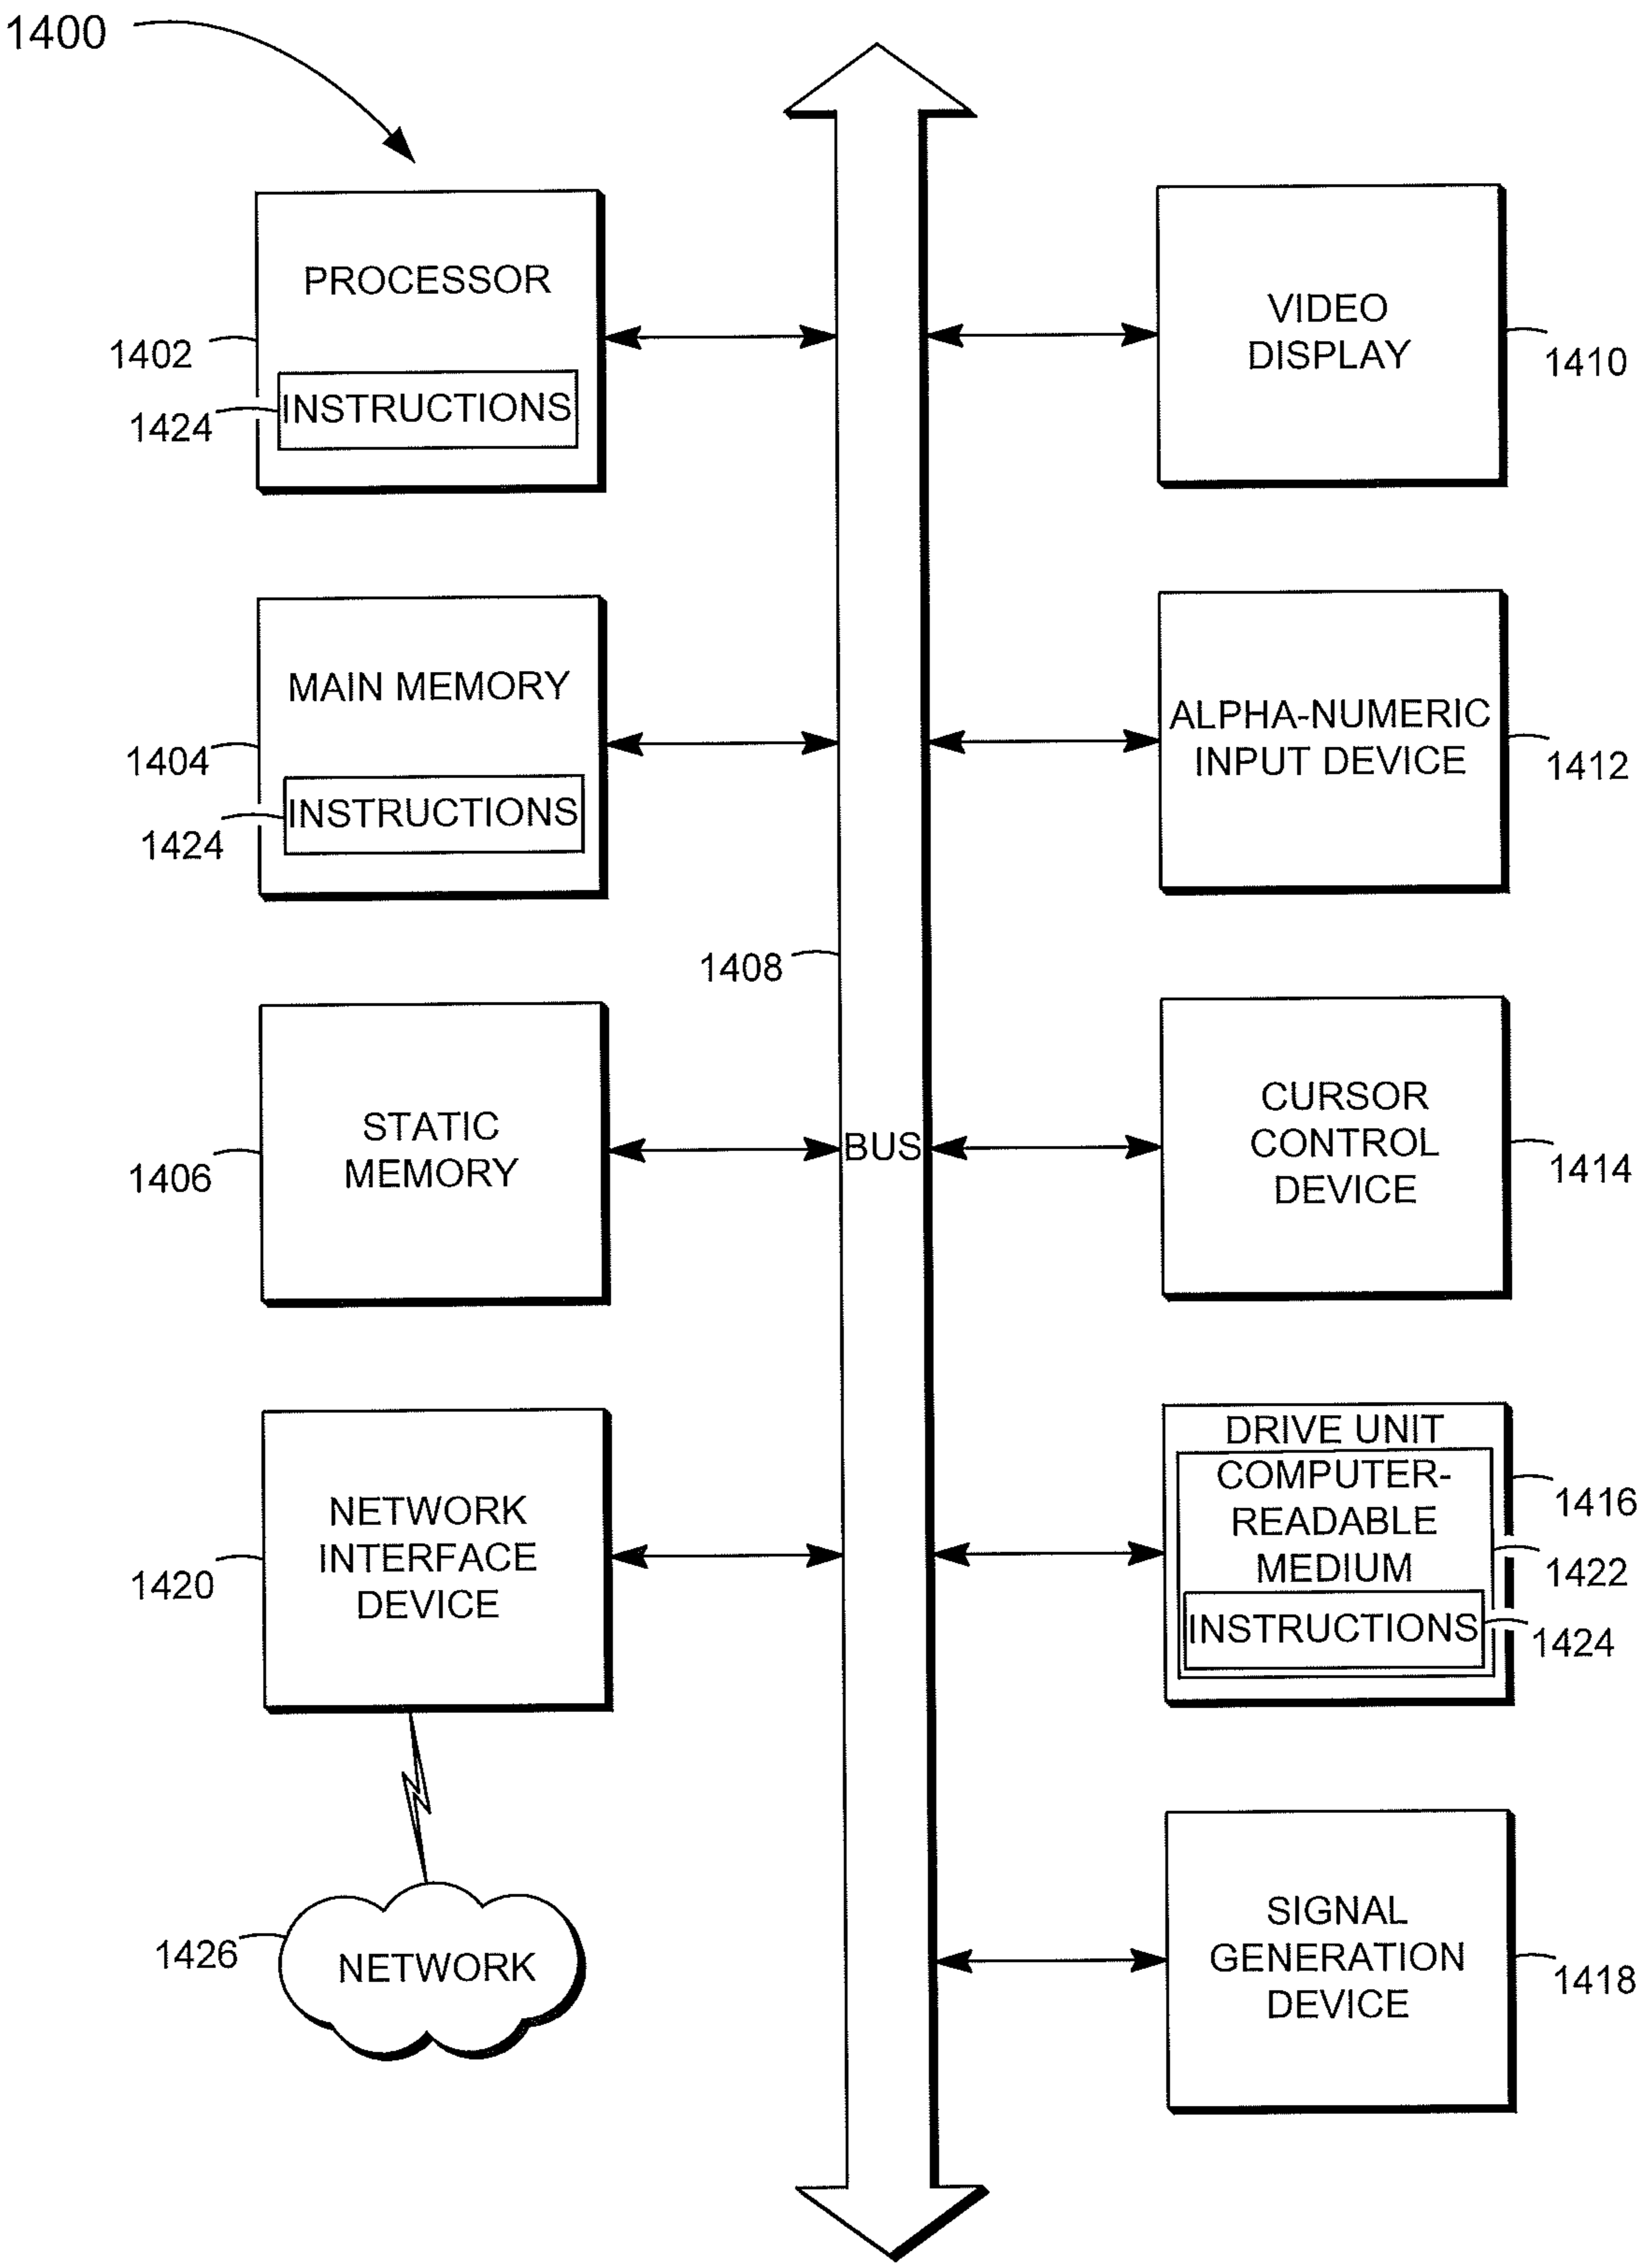 1400
PROCESSOR
1402
INSTRUCTIONS
1424
MAIN MEMORY
1404
INSTRUCTIONS
1424
1408
STATIC
MEMORY
1406
BUS
NETWORK
INTERFACE
DEVICE
1420
NETWORK
1426
VIDEO
DISPLAY
1410
ALPHA-NUMERIC
INPUT DEVICE
1412
CURSOR
CONTROL
DEVICE
1414
DRIVE UNIT
1416
COMPUTER-
READABLE
MEDIUM
1422
INSTRUCTIONS
1424
SIGNAL
GENERATION
DEVICE
1418